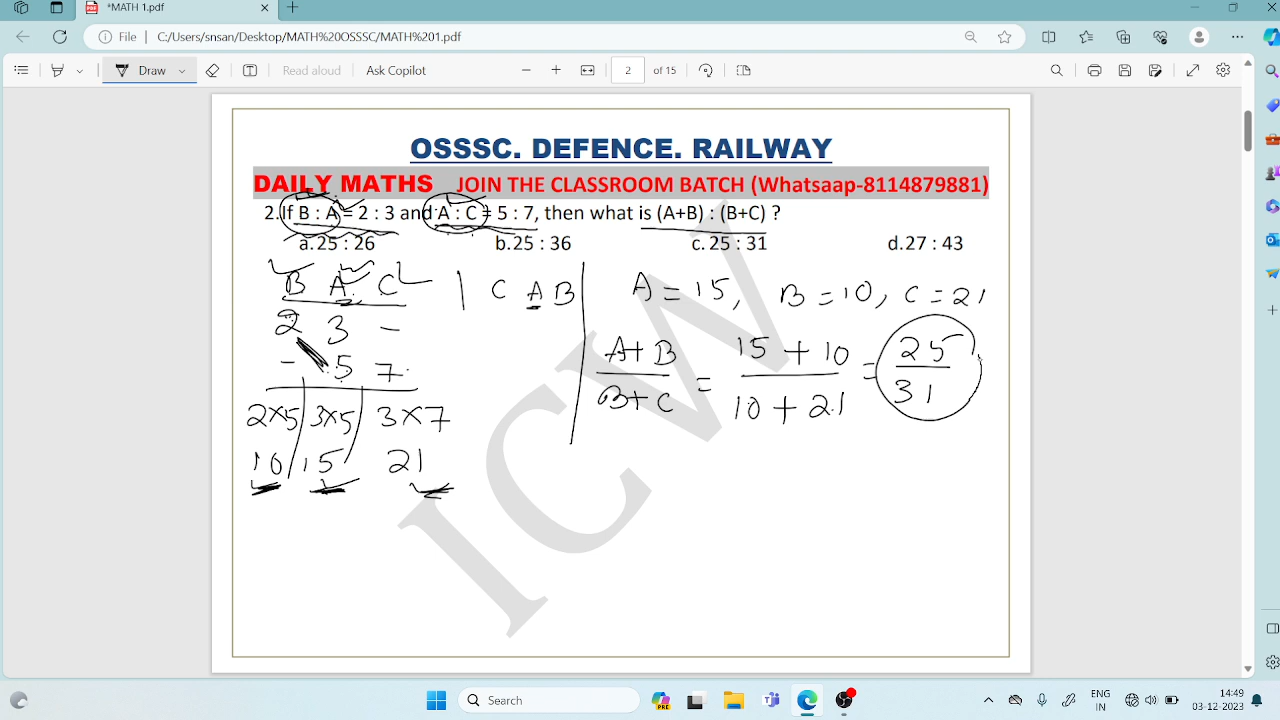 *MATH 1.pdf
File | C:/Users/snsan/Desktop/MATH%20OSSSC/MATH%201.pdf
Draw Read aloud Ask Copilot 2 of 15
OSSSC. DEFENCE. RAILWAY
DAILY MATHS JOIN THE CLASSROOM BATCH (Whatsaap-8114879881)
2.If B : A = 2 : 3 and A : C = 5 : 7, then what is (A+B) : (B+C) ?
a.25 : 26 b.25 : 36 c. 25 : 31 d.27 : 43
B A C | C A B
2 3 –
– 5 7
2×5 3×5 3×7
10 15 21
A = 15, B = 10, C = 21
A+B / B+C = 15 + 10 / 10 + 21 = 25 / 31
ICW
Search
PRE
ENG
IN
14:49
03-12-2023